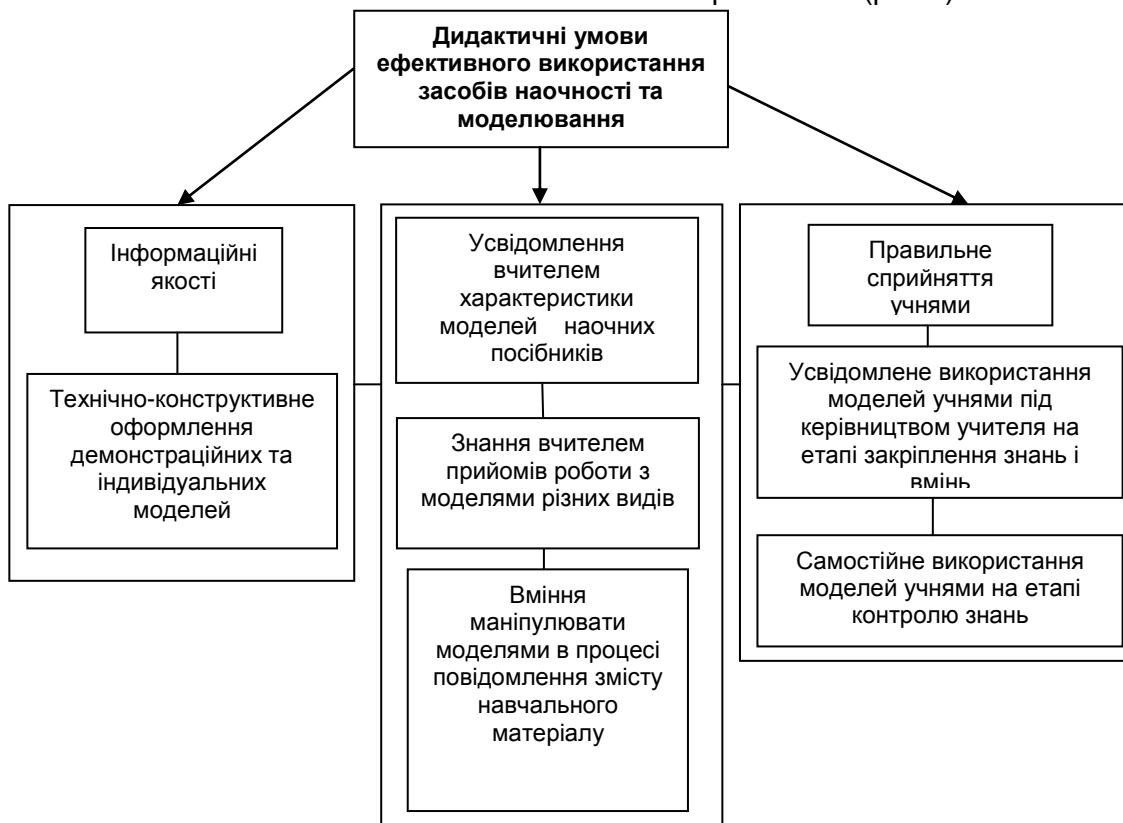 Дидактичні умови
ефективного використання
засобів наочності та
моделювання
Інформаційні
якості
Технічно-конструктивне
оформлення
демонстраційних та
індивідуальних
моделей
Усвідомлення
вчителем
характеристики
моделей наочних
посібників
Знання вчителем
прийомів роботи з
моделями різних видів
Вміння
маніпулювати
моделями в процесі
повідомлення змісту
навчального
матеріалу
Правильне
сприйняття
учнями
Усвідомлене використання
моделей учнями під
керівництвом учителя на
етапі закріплення знань і
вмінь
Самостійне використання
моделей учнями на етапі
контролю знань